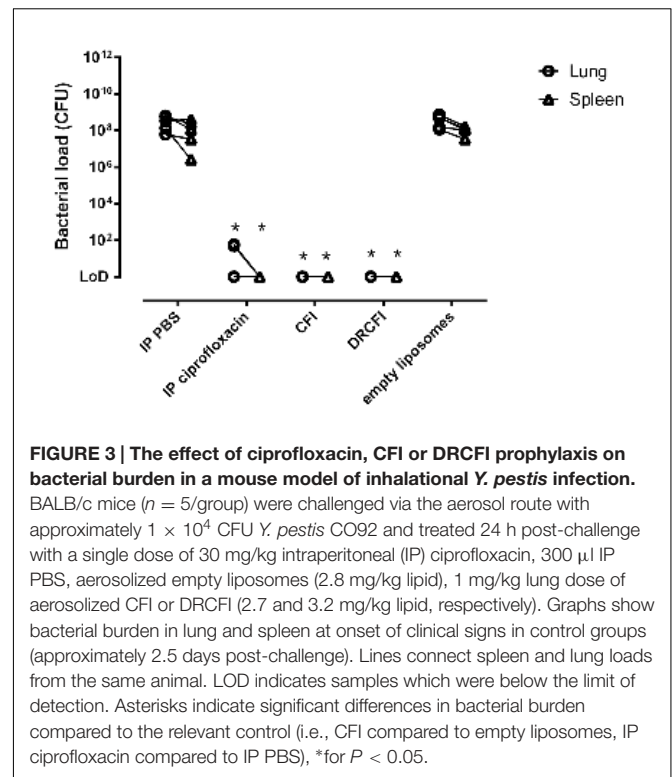 10¹²
10⁻¹⁰
10⁸
10⁶
10⁴
10²
LoD
Bacterial load (CFU)
Lung
Spleen
* *
* *
* *
IP PBS
IP ciprofloxacin
CFI
DRCFI
empty liposomes
FIGURE 3 | The effect of ciprofloxacin, CFI or DRCFI prophylaxis on
bacterial burden in a mouse model of inhalational Y. pestis infection.
BALB/c mice (n = 5/group) were challenged via the aerosol route with
approximately 1 × 10⁴ CFU Y. pestis CO92 and treated 24 h post-challenge
with a single dose of 30 mg/kg intraperitoneal (IP) ciprofloxacin, 300 μl IP
PBS, aerosolized empty liposomes (2.8 mg/kg lipid), 1 mg/kg lung dose of
aerosolized CFI or DRCFI (2.7 and 3.2 mg/kg lipid, respectively). Graphs show
bacterial burden in lung and spleen at onset of clinical signs in control groups
(approximately 2.5 days post-challenge). Lines connect spleen and lung loads
from the same animal. LOD indicates samples which were below the limit of
detection. Asterisks indicate significant differences in bacterial burden
compared to the relevant control (i.e., CFI compared to empty liposomes, IP
ciprofloxacin compared to IP PBS), *for P < 0.05.